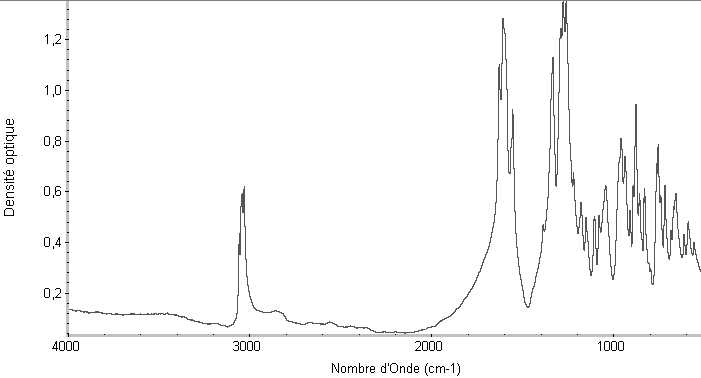 1,2
1,0
0,8
0,6
0,4
0,2
Densité optique
4000 3000 2000 1000
Nombre d'Onde (cm-1)